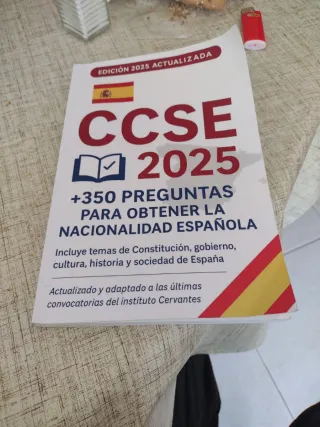 EDICIÓN 2025 ACTUALIZADA
CCSE
2025
+350 PREGUNTAS
PARA OBTENER LA
NACIONALIDAD ESPAÑOLA
Incluye temas de Constitución, gobierno,
cultura, historia y sociedad de España
Actualizado y adaptado a las últimas
convocatorias del instituto Cervantes